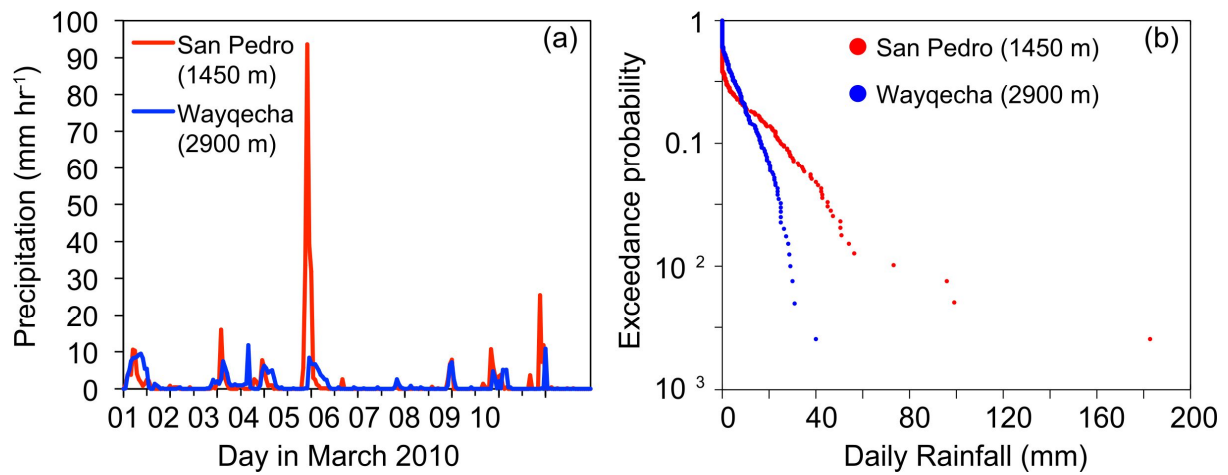 (a)
San Pedro
(1450 m)
Wayqecha
(2900 m)
Precipitation (mm hr⁻¹)
100
90
80
70
60
50
40
30
20
10
0
01 02 03 04 05 06 07 08 09 10
Day in March 2010
(b)
San Pedro (1450 m)
Wayqecha (2900 m)
Exceedance probability
1
0.1
10 ²
10 ³
0 40 80 120 160 200
Daily Rainfall (mm)